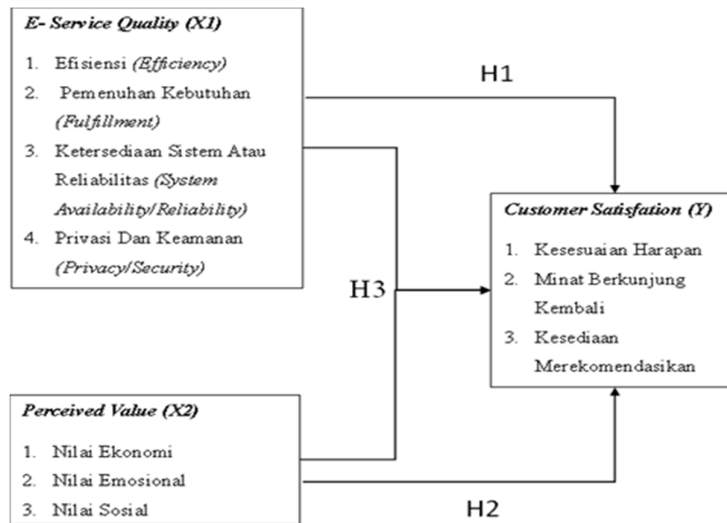 E- Service Quality (X1)
1. Efisiensi (Efficiency)
2. Pemenuhan Kebutuhan
(Fulfillment)
3. Ketersediaan Sistem Atau
Reliabilitas (System
Availability/Reliability)
4. Privasi Dan Keamanan
(Privacy/Security)
H1
Customer Satisfation (Y)
1. Kesesuaian Harapan
2. Minat Berkunjung
Kembali
3. Kesediaan
Merekomendasikan
H3
Perceived Value (X2)
1. Nilai Ekonomi
2. Nilai Emosional
3. Nilai Sosial
H2